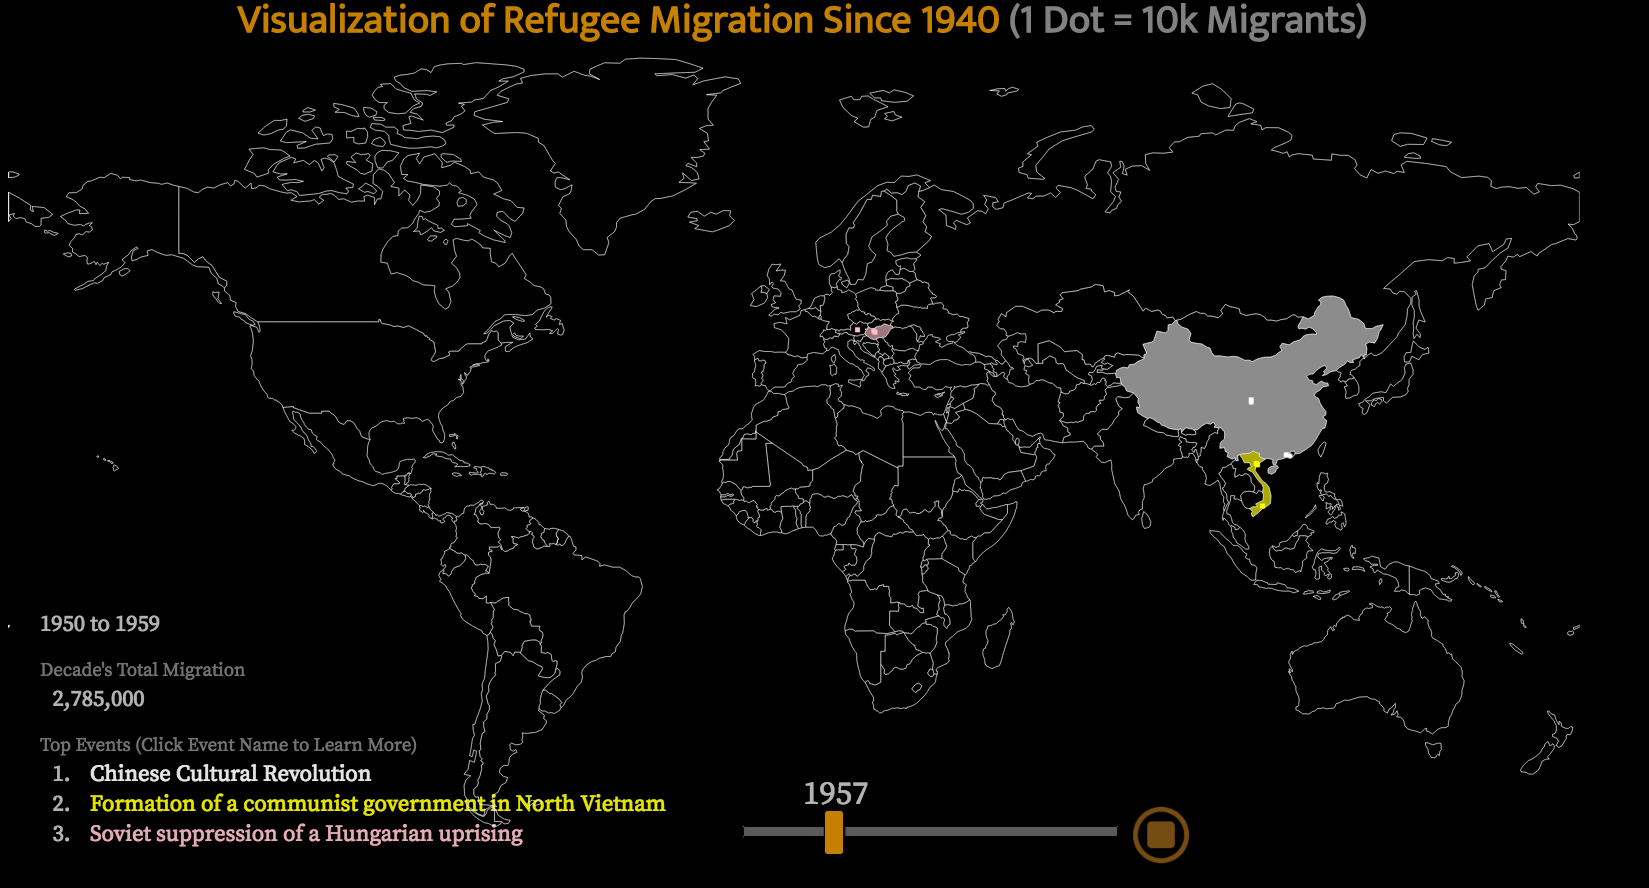 Visualization of Refugee Migration Since 1940 (1 Dot = 10k Migrants)
1950 to 1959
Decade's Total Migration
2,785,000
Top Events (Click Event Name to Learn More)
1. Chinese Cultural Revolution
2. Formation of a communist government in North Vietnam
3. Soviet suppression of a Hungarian uprising
1957